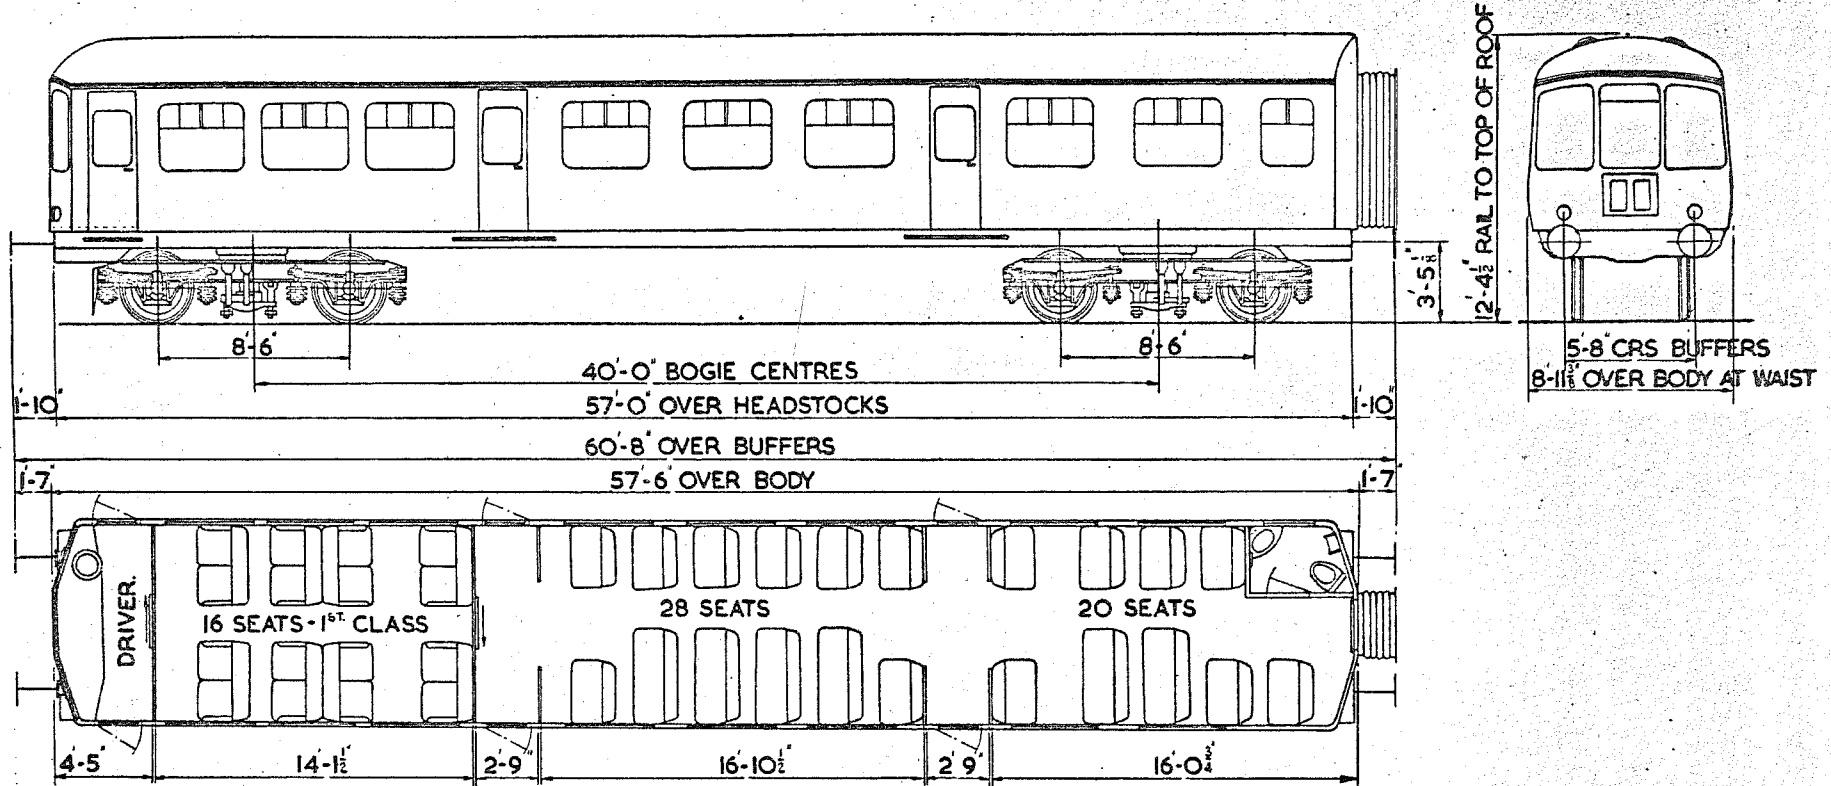 12'-4½" RAIL TO TOP OF ROOF
3'-5⅛"
8'-6"
8'-6"
5'-8" CRS BUFFERS
40'-0" BOGIE CENTRES
8'-11¾" OVER BODY AT WAIST
1'-10"
57'-0" OVER HEADSTOCKS
1'-10"
60'-8" OVER BUFFERS
1'-7"
57'-6" OVER BODY
1'-7"
DRIVER.
16 SEATS - 1ST. CLASS
28 SEATS
20 SEATS
4'-5"
14'-1½"
2'-9"
16'-10½"
2'9"
16'-0¾"